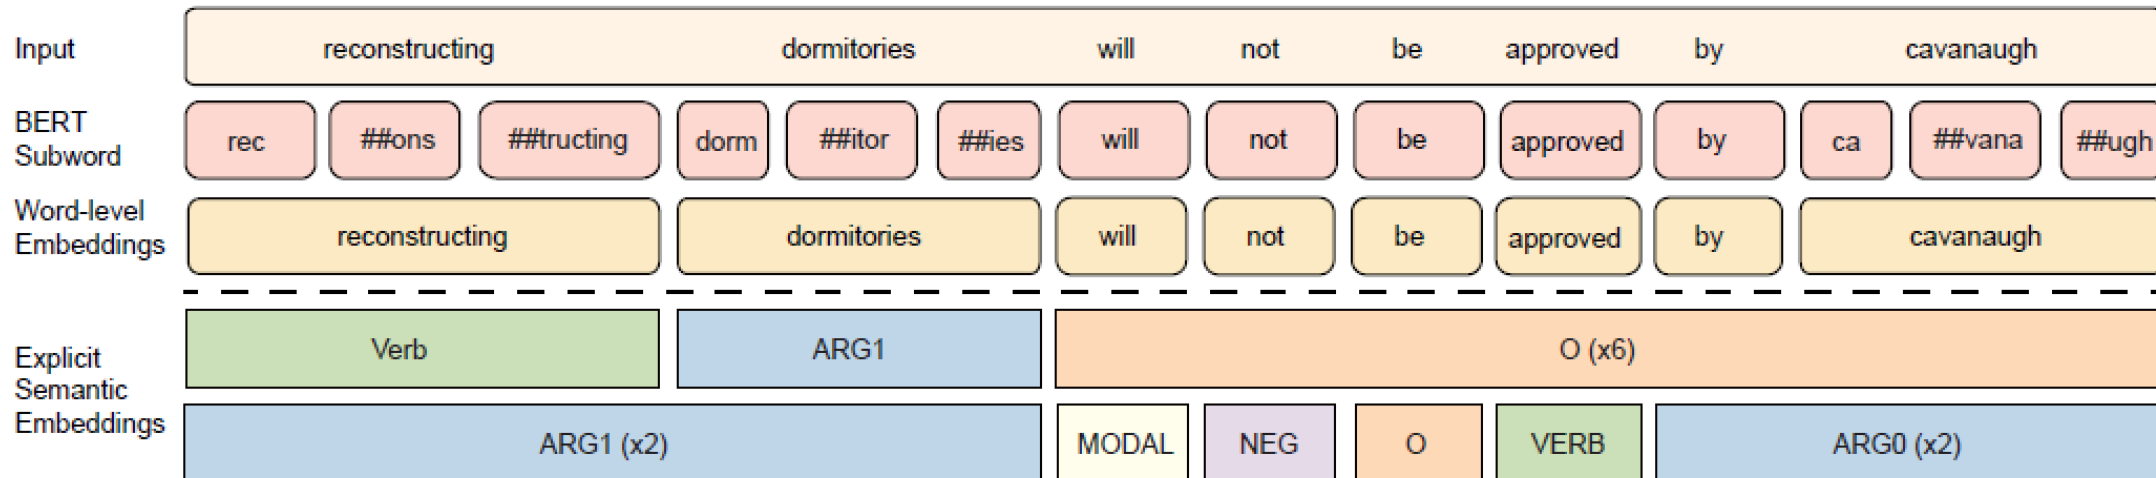 Input reconstructing dormitories will not be approved by cavanaugh
BERT
Subword
rec ##ons ##tructing dorm ##itor ##ies will not be approved by ca ##vana ##ugh
Word-level
Embeddings
reconstructing dormitories will not be approved by cavanaugh
Explicit
Semantic
Embeddings
Verb ARG1 O (x6)
ARG1 (x2) MODAL NEG O VERB ARG0 (x2)